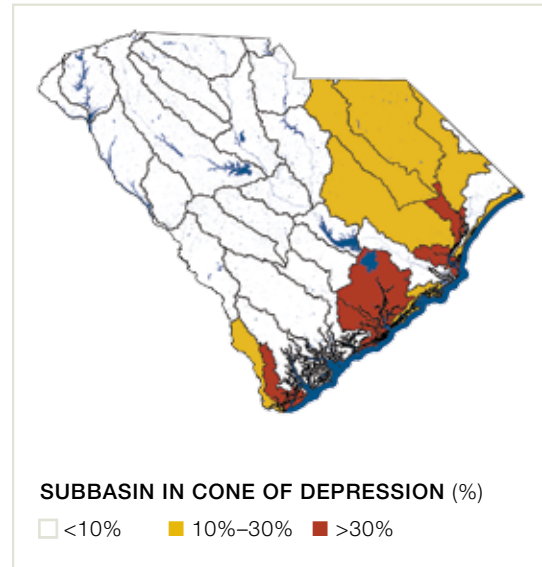 SUBBASIN IN CONE OF DEPRESSION (%)
<10% 10%–30% >30%